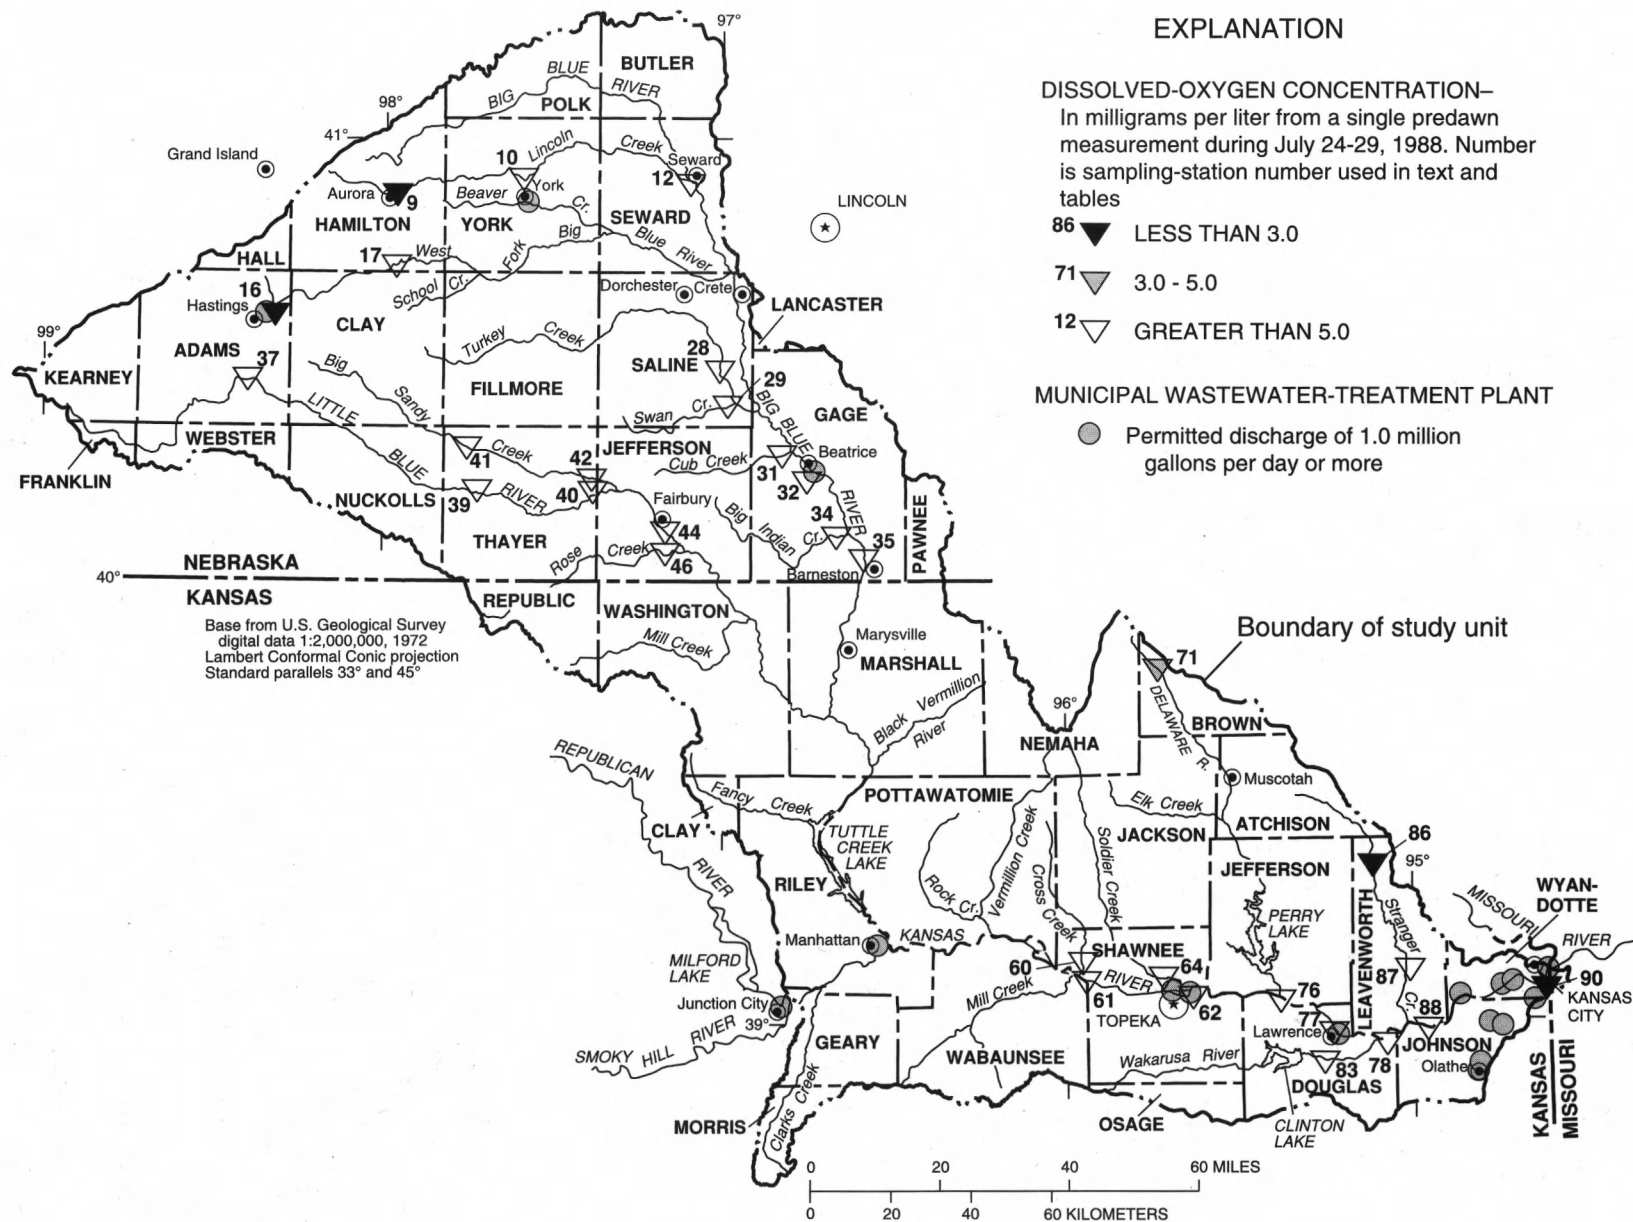 EXPLANATION
DISSOLVED-OXYGEN CONCENTRATION–
In milligrams per liter from a single predawn
measurement during July 24-29, 1988. Number
is sampling-station number used in text and
tables
86 LESS THAN 3.0
71 3.0 - 5.0
12 GREATER THAN 5.0
MUNICIPAL WASTEWATER-TREATMENT PLANT
Permitted discharge of 1.0 million
gallons per day or more
97°
BUTLER
BLUE
BIG
RIVER
POLK
98°
41°
Grand Island
10
Lincoln
Creek
Seward
12
Aurora
9
Beaver
York
Cr.
HAMILTON
YORK
SEWARD
LINCOLN
17
West
Fork
Big
Blue
River
HALL
16
School Cr.
Dorchester
Crete
Hastings
LANCASTER
CLAY
99°
ADAMS
37
Turkey
Creek
28
SALINE
KEARNEY
Big
Sandy
FILLMORE
29
LITTLE
Swan
Cr.
BIG
BLUE
GAGE
WEBSTER
JEFFERSON
41
Creek
42
Cub Creek
Beatrice
BLUE
31
32
FRANKLIN
NUCKOLLS
39
RIVER
40
Fairbury
Big
Indian
Cr.
34
RIVER
PAWNEE
THAYER
44
35
Rose
Creek
46
Barneston
NEBRASKA
40°
KANSAS
REPUBLIC
WASHINGTON
Base from U.S. Geological Survey
digital data 1:2,000,000, 1972
Lambert Conformal Conic projection
Standard parallels 33° and 45°
Mill Creek
Marysville
MARSHALL
Boundary of study unit
71
Black Vermillion
River
96°
DELAWARE R.
BROWN
NEMAHA
REPUBLICAN
Muscotah
Fancy
Creek
POTTAWATOMIE
Elk Creek
CLAY
TUTTLE
CREEK
LAKE
JACKSON
ATCHISON
86
95°
RIVER
RILEY
Rock Cr.
Vermillion Creek
Cross Creek
Soldier Creek
JEFFERSON
WYAN-
DOTTE
MISSOURI
RIVER
PERRY
LAKE
LEAVENWORTH
Stranger
Cr.
Manhattan
KANSAS
SHAWNEE
MILFORD
LAKE
60
RIVER
64
87
90
Junction City
Mill Creek
61
62
76
KANSAS
CITY
39°
TOPEKA
77
88
Lawrence
SMOKY HILL RIVER
GEARY
WABAUNSEE
Wakarusa River
JOHNSON
83
78
Olathe
DOUGLAS
KANSAS
MISSOURI
MORRIS
Clarks Creek
OSAGE
CLINTON
LAKE
0 20 40 60 MILES
0 20 40 60 KILOMETERS